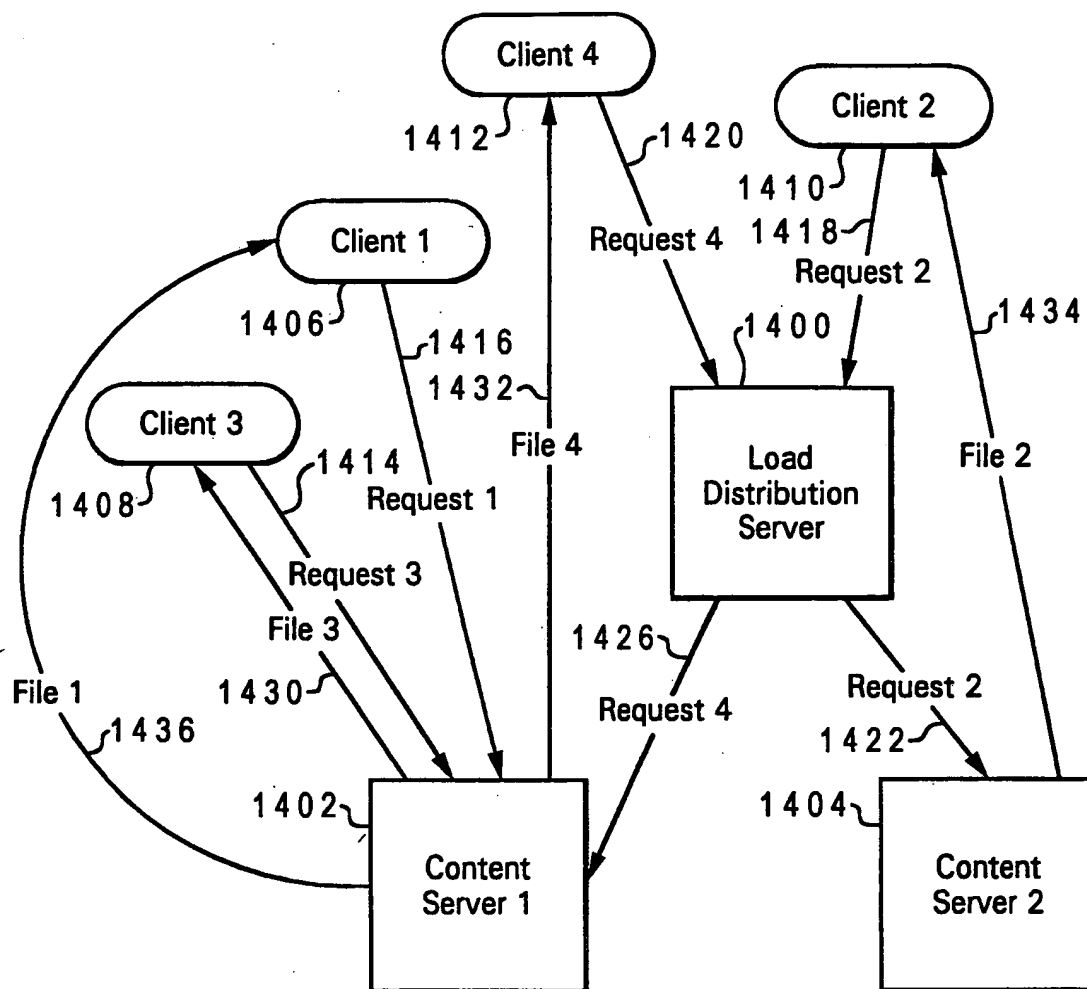 Client 4
1412
1420
Client 2
1410
1418
Client 1
Request 4
Request 2
1406
1416
1400
1434
1432
Client 3
1414
File 4
File 2
1408
Request 1
Load
Distribution
Server
Request 3
File 3
1426
1430
Request 2
File 1
Request 4
1436
1422
1402
1404
Content
Server 1
Content
Server 2